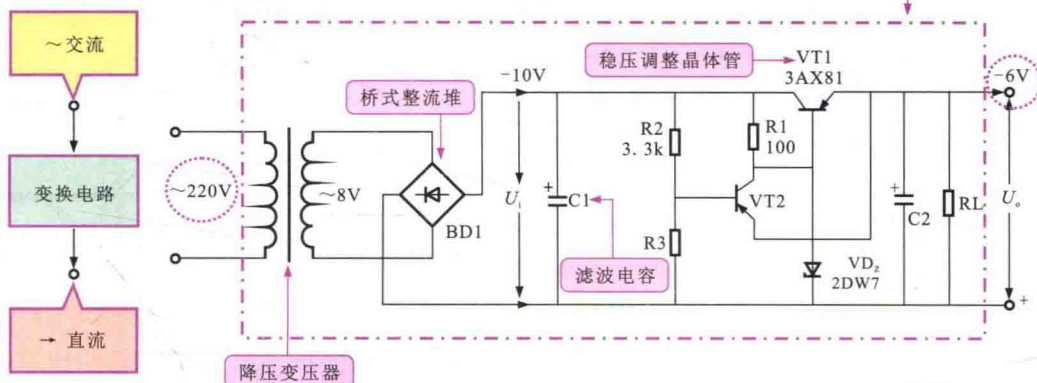 ～交流
变换电路
→ 直流
～220V
降压变压器
～8V
桥式整流堆
BD1
－10V
Ui
+
C1
滤波电容
R2
3. 3k
R3
R1
100
VT2
稳压调整晶体管
VT1
3AX81
VDz
2DW7
+
C2
RL
－6V
Uo
+